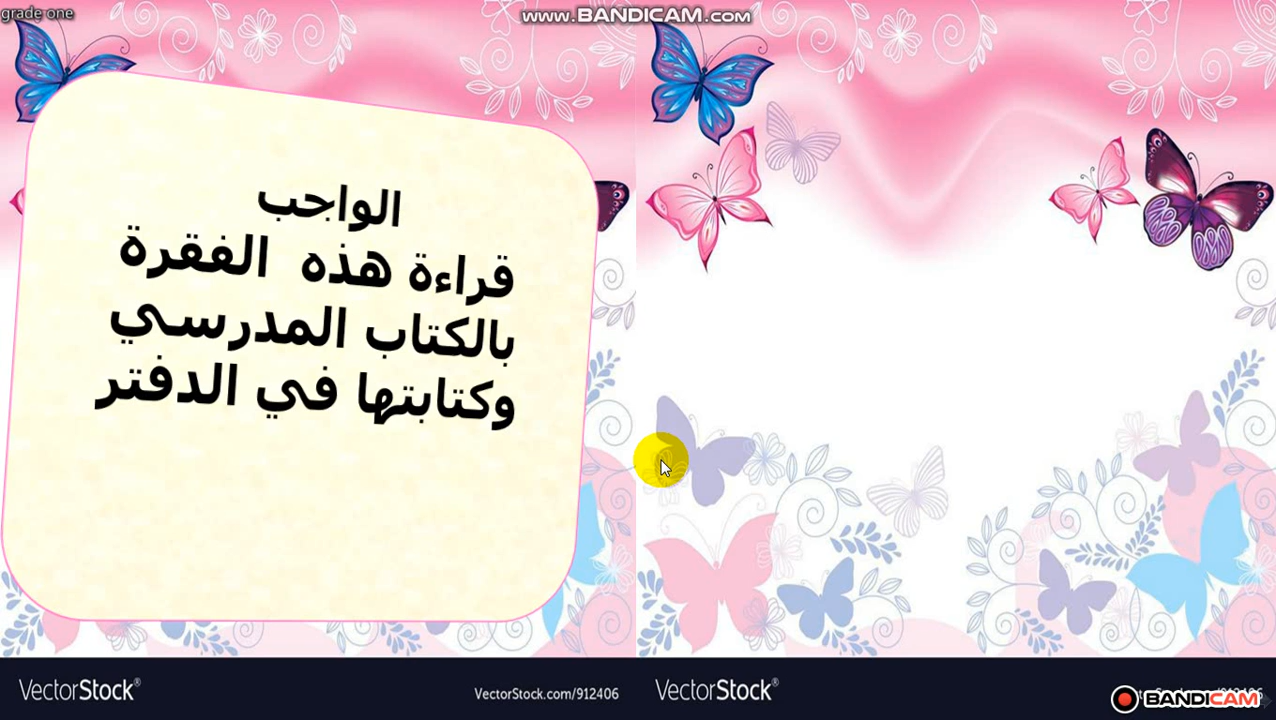 grade one
www.BANDICAM.com
الواجب
قراءة هذه الفقرة
بالكتاب المدرسي
وكتابتها في الدفتر
VectorStock®
VectorStock.com/912406
VectorStock®
BANDICAM